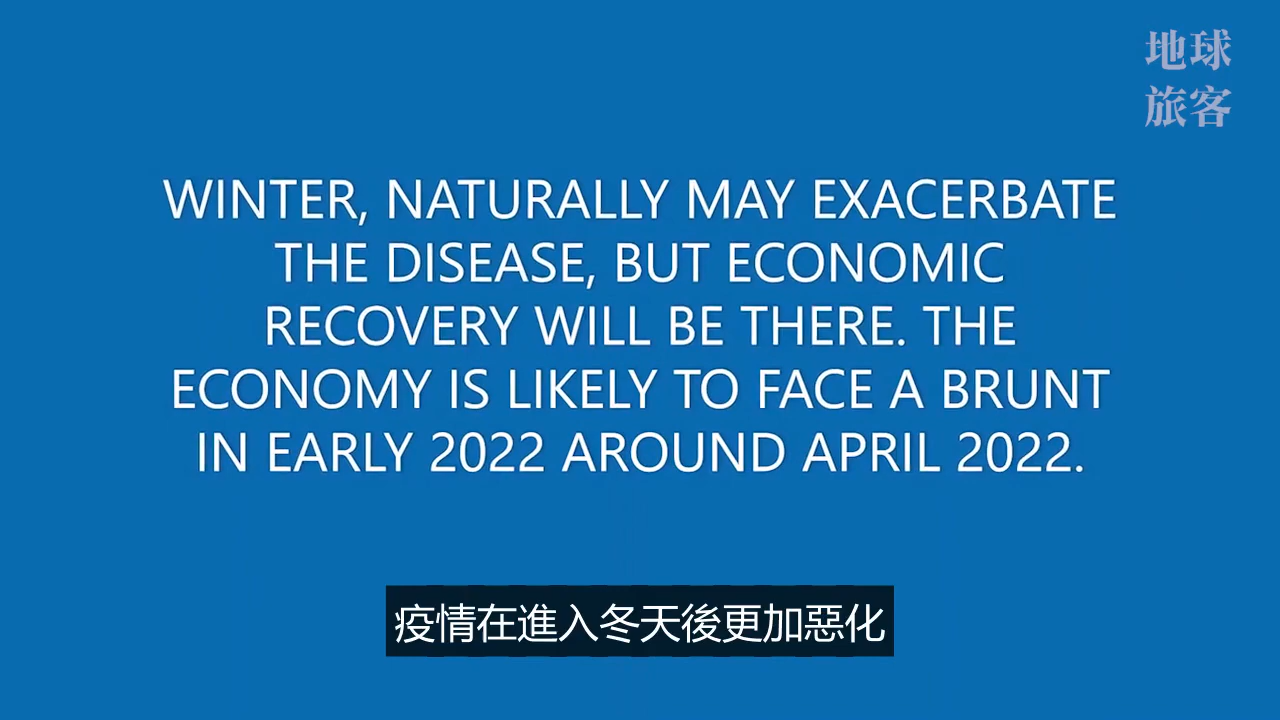 地球
旅客
WINTER, NATURALLY MAY EXACERBATE
THE DISEASE, BUT ECONOMIC
RECOVERY WILL BE THERE. THE
ECONOMY IS LIKELY TO FACE A BRUNT
IN EARLY 2022 AROUND APRIL 2022.
疫情在進入冬天後更加惡化